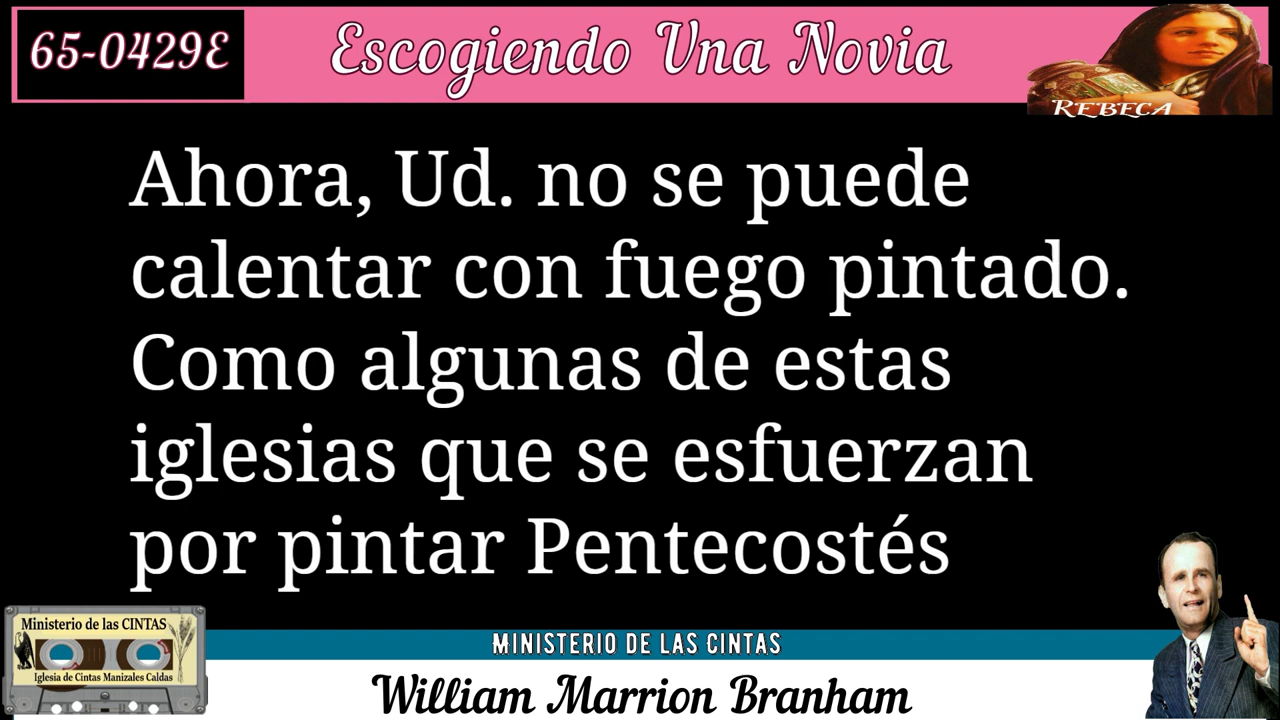 65-0429E
Escogiendo Una Novia
REBECA
Ahora, Ud. no se puede
calentar con fuego pintado.
Como algunas de estas
iglesias que se esfuerzan
por pintar Pentecostés
Ministerio de las CINTAS
Iglesia de Cintas Manizales Caldas
MINISTERIO DE LAS CINTAS
William Marrion Branham